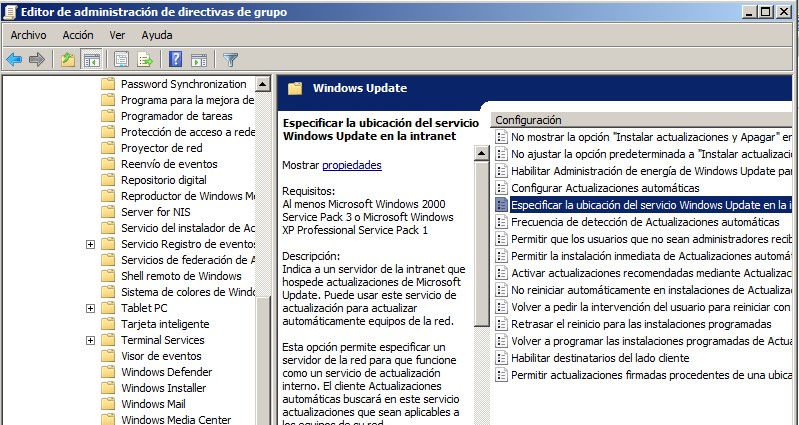 Editor de administración de directivas de grupo
Archivo Acción Ver Ayuda
Password Synchronization
Programa para la mejora de
Programador de tareas
Protección de acceso a rede
Proyector de red
Reenvío de eventos
Repositorio digital
Reproductor de Windows M
Server for NIS
Servicio del instalador de Ac
Servicio Registro de evento
Servicios de federación de A
Shell remoto de Windows
Sistema de colores de Wind
Tablet PC
Tarjeta inteligente
Terminal Services
Visor de eventos
Windows Defender
Windows Installer
Windows Mail
Windows Media Center
Windows Update
Especificar la ubicación del servicio
Windows Update en la intranet
Mostrar propiedades
Requisitos:
Al menos Microsoft Windows 2000
Service Pack 3 o Microsoft Windows
XP Professional Service Pack 1
Descripción:
Indica a un servidor de la intranet que
hospede actualizaciones de Microsoft
Update. Puede usar este servicio de
actualización para actualizar
automáticamente equipos de la red.
Esta opción permite especificar un
servidor de la red para que funcione
como un servicio de actualización
interno. El cliente Actualizaciones
automáticas buscará en este servicio
actualizaciones que sean aplicables a
los equipos de su red.
Configuración
No mostrar la opción "Instalar actualizaciones y Apagar" en
No ajustar la opción predeterminada a "Instalar actualizacio
Habilitar Administración de energía de Windows Update pa
Configurar Actualizaciones automáticas
Especificar la ubicación del servicio Windows Update en la i
Frecuencia de detección de Actualizaciones automáticas
Permitir que los usuarios que no sean administradores recib
Permitir la instalación inmediata de Actualizaciones automá
Activar actualizaciones recomendadas mediante Actualizac
No reiniciar automáticamente en instalaciones de Actualizac
Volver a pedir la intervención del usuario para reiniciar con
Retrasar el reinicio para las instalaciones programadas
Volver a programar las instalaciones programadas de Actua
Habilitar destinatarios del lado cliente
Permitir actualizaciones firmadas procedentes de una ubica